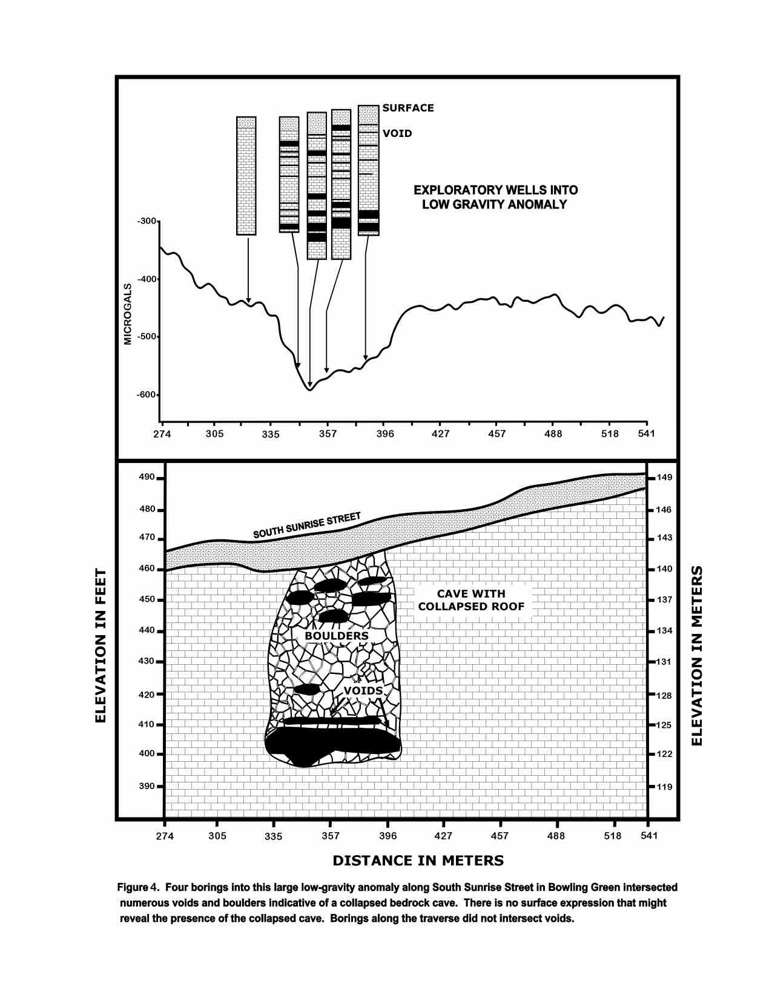 SURFACE
VOID
EXPLORATORY WELLS INTO
LOW GRAVITY ANOMALY
-300
-400
-500
-600
MICROGALS
274 305 335 357 396 427 457 488 518 541
490
480
470
460
450
440
430
420
410
400
390
ELEVATION IN FEET
SOUTH SUNRISE STREET
CAVE WITH
COLLAPSED ROOF
BOULDERS
VOIDS
149
146
143
140
137
134
131
128
125
122
119
ELEVATION IN METERS
274 305 335 357 396 427 457 488 518 541
DISTANCE IN METERS
Figure 4. Four borings into this large low-gravity anomaly along South Sunrise Street in Bowling Green intersected
numerous voids and boulders indicative of a collapsed bedrock cave. There is no surface expression that might
reveal the presence of the collapsed cave. Borings along the traverse did not intersect voids.